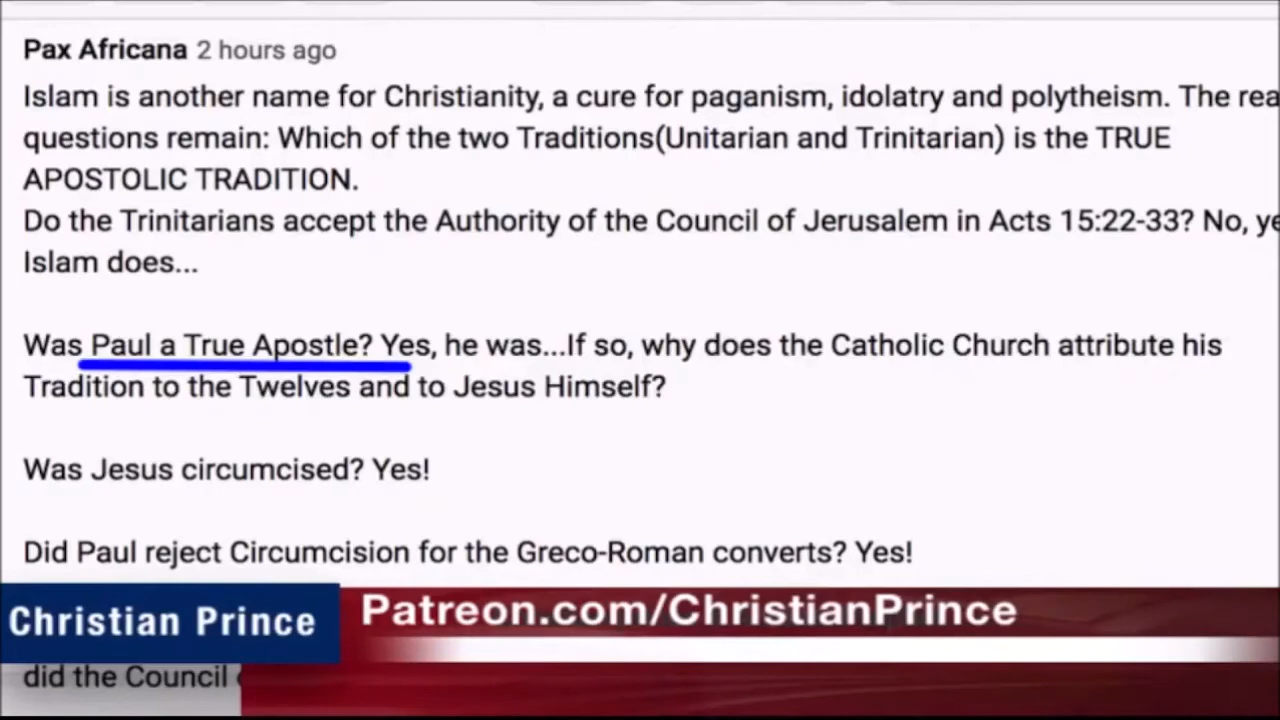 Pax Africana 2 hours ago
Islam is another name for Christianity, a cure for paganism, idolatry and polytheism. The rea
questions remain: Which of the two Traditions(Unitarian and Trinitarian) is the TRUE
APOSTOLIC TRADITION.
Do the Trinitarians accept the Authority of the Council of Jerusalem in Acts 15:22-33? No, ye
Islam does...
Was Paul a True Apostle? Yes, he was...If so, why does the Catholic Church attribute his
Tradition to the Twelves and to Jesus Himself?
Was Jesus circumcised? Yes!
Did Paul reject Circumcision for the Greco-Roman converts? Yes!
Christian Prince
Patreon.com/ChristianPrince
did the Council